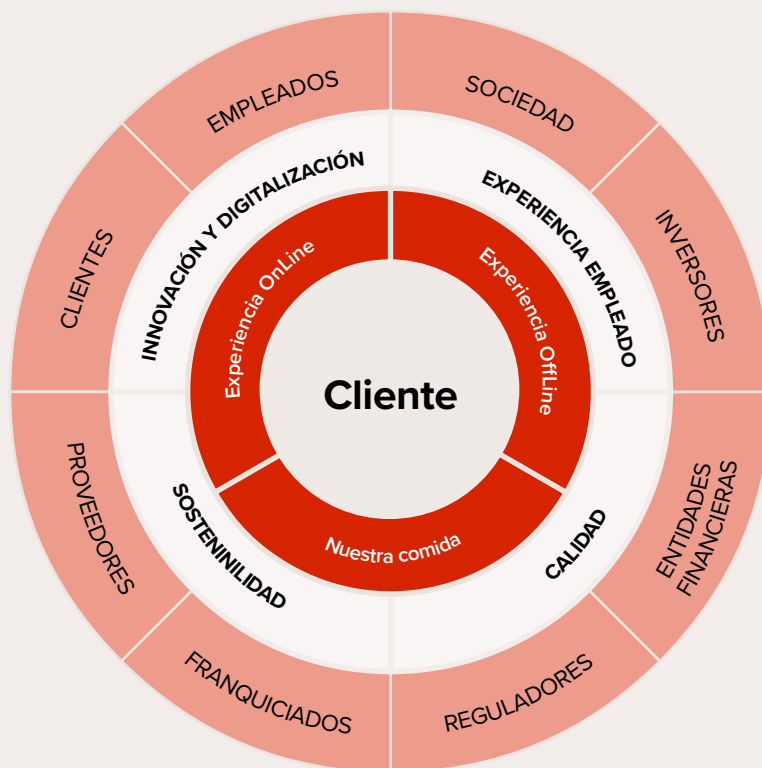 EMPLEADOS
SOCIEDAD
INVERSORES
ENTIDADES
FINANCIERAS
REGULADORES
FRANQUICIADOS
PROVEEDORES
CLIENTES
INNOVACIÓN Y DIGITALIZACIÓN
EXPERIENCIA EMPLEADO
CALIDAD
SOSTENINILIDAD
Experiencia OnLine
Experiencia OffLine
Nuestra comida
Cliente